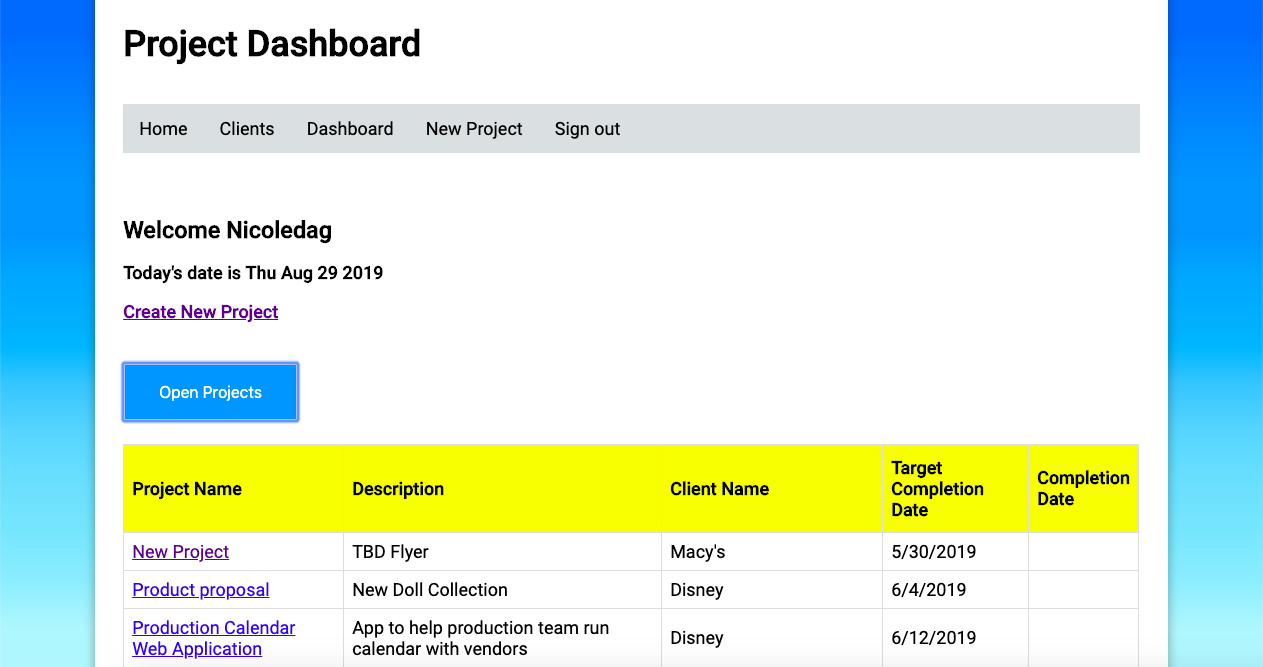 Project Dashboard
Home Clients Dashboard New Project Sign out
Welcome Nicoledag
Today's date is Thu Aug 29 2019
Create New Project
Open Projects
Project Name Description Client Name Target Completion Date Completion Date
New Project TBD Flyer Macy's 5/30/2019
Product proposal New Doll Collection Disney 6/4/2019
Production Calendar Web Application App to help production team run calendar with vendors Disney 6/12/2019